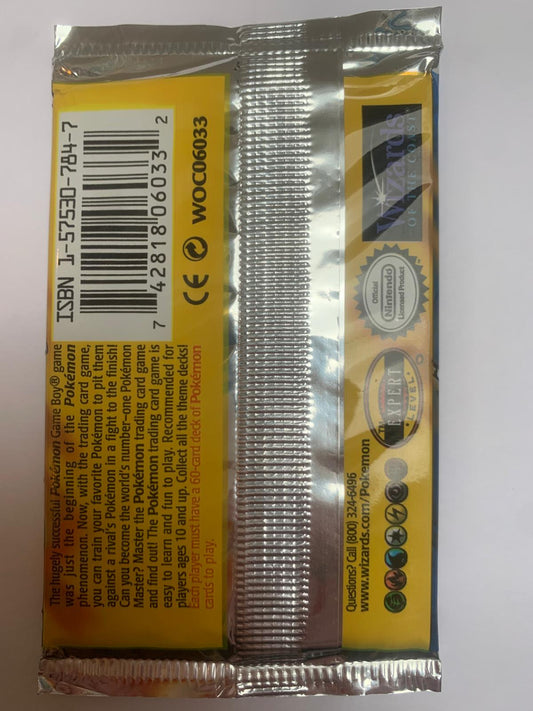 ISBN 1-57530-784-7
7 42818 06033 2
CE WOC06033
The hugely successful Pokémon Game Boy® game
was just the beginning of the Pokémon
phenomenon. Now, with the trading card game,
you can train your favorite Pokémon to pit them
against a rival's Pokémon in a fight to the finish!
Can you become the world's number-one Pokémon
Master? Master the Pokémon trading card game
and find out! The Pokémon trading card game is
easy to learn and fun to play. Recommended for
players ages 10 and up. Collect all the theme decks!
Each player must have a 60-card deck of Pokémon
cards to play.
Wizards
OF THE COAST
Official
Nintendo
Licensed Product
EXPERT
LEVEL
Questions? Call (800) 324-6496
www.wizards.com/Pokemon